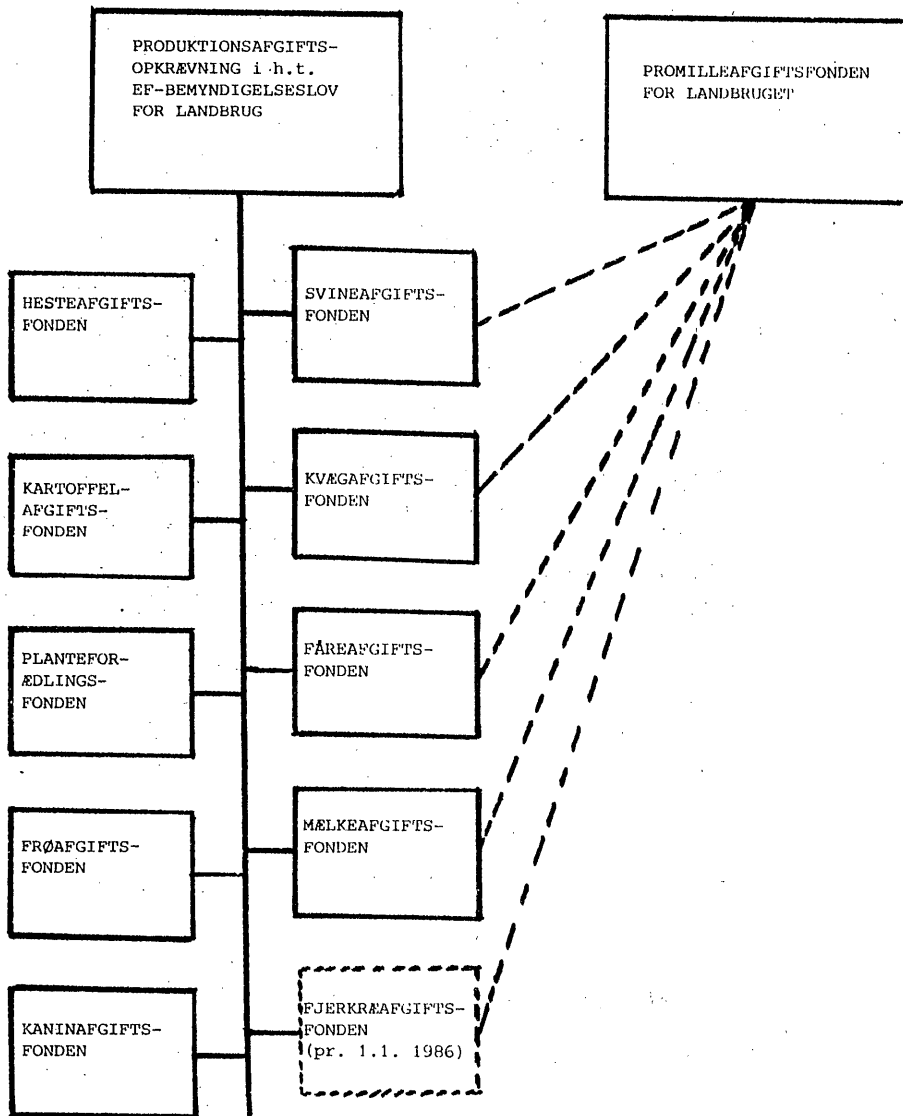 PRODUKTIONSAFGIFTS-
OPKRÆVNING i h.t.
EF-BEMYNDIGELSESLOV
FOR LANDBRUG
PROMILLEAFGIFTSFONDEN
FOR LANDBRUGET
HESTEAFGIFTS-
FONDEN
SVINEAFGIFTS-
FONDEN
KARTOFFEL-
AFGIFTS-
FONDEN
KVÆGAFGIFTS-
FONDEN
PLANTEFOR-
ÆDLINGS-
FONDEN
FÅREAFGIFTS-
FONDEN
FRØAFGIFTS-
FONDEN
MÆLKEAFGIFTS-
FONDEN
KANINAFGIFTS-
FONDEN
FJERKRÆAFGIFTS-
FONDEN
(pr. 1.1. 1986)